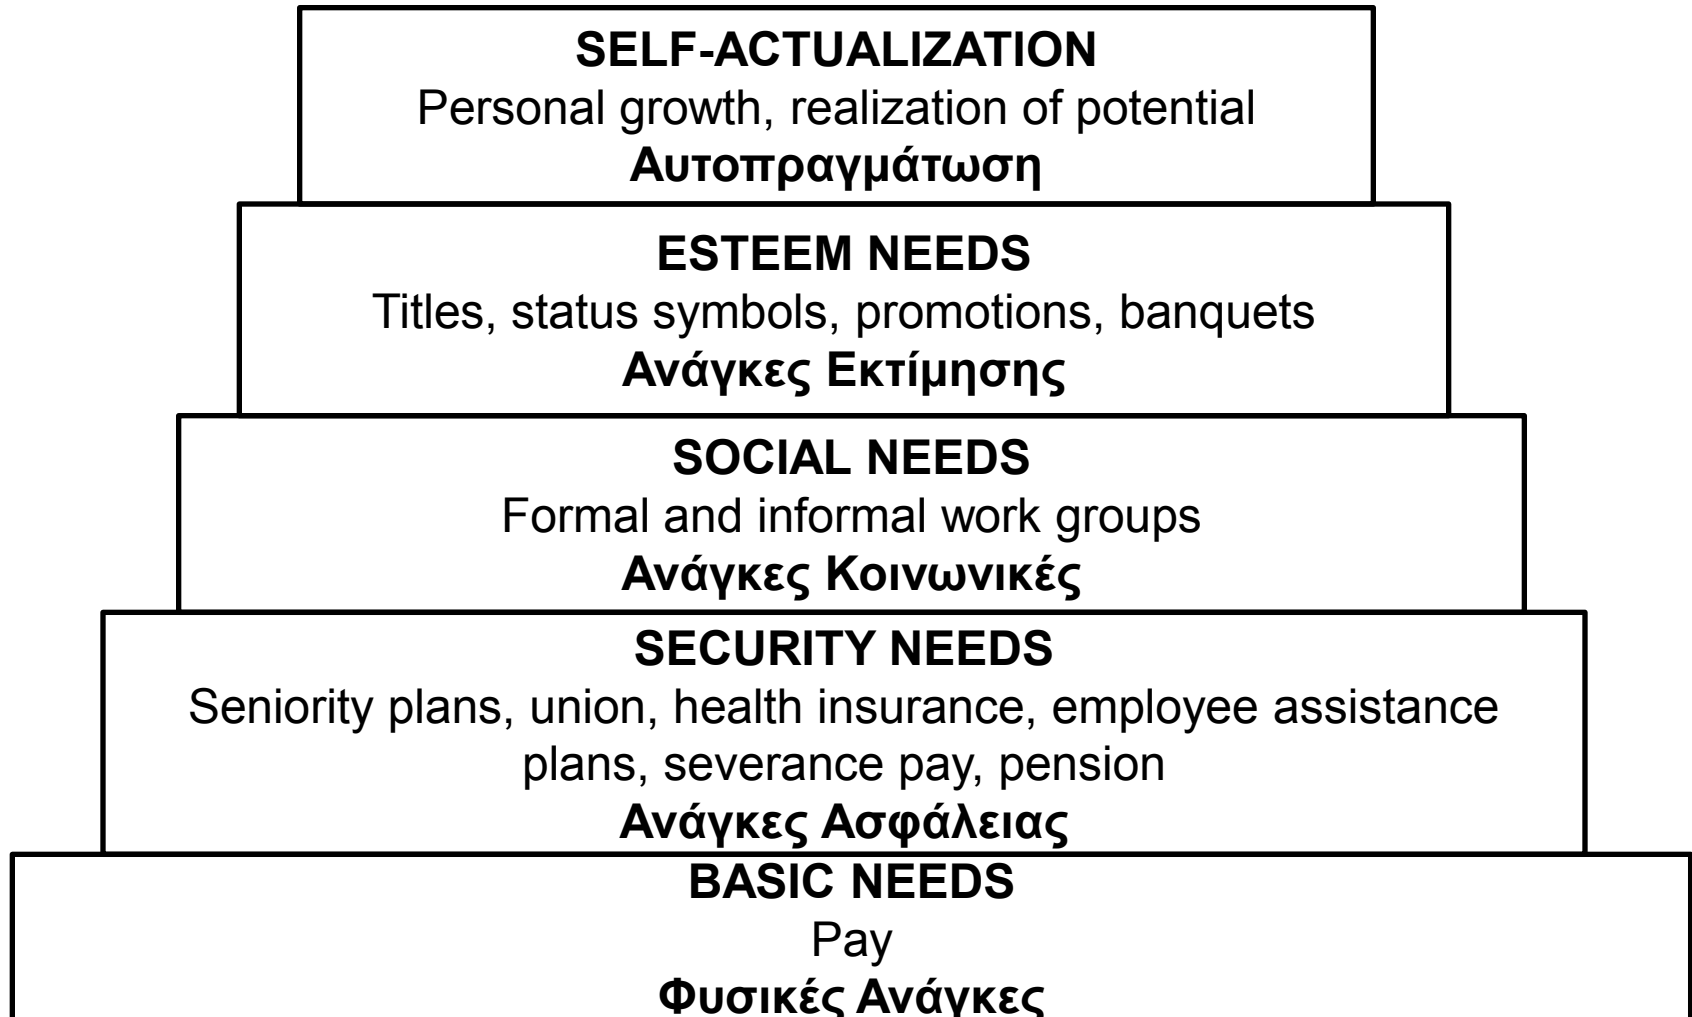 SELF-ACTUALIZATION
Personal growth, realization of potential
Αυτοπραγμάτωση
ESTEEM NEEDS
Titles, status symbols, promotions, banquets
Ανάγκες Εκτίμησης
SOCIAL NEEDS
Formal and informal work groups
Ανάγκες Κοινωνικές
SECURITY NEEDS
Seniority plans, union, health insurance, employee assistance
plans, severance pay, pension
Ανάγκες Ασφάλειας
BASIC NEEDS
Pay
Φυσικές Ανάγκες